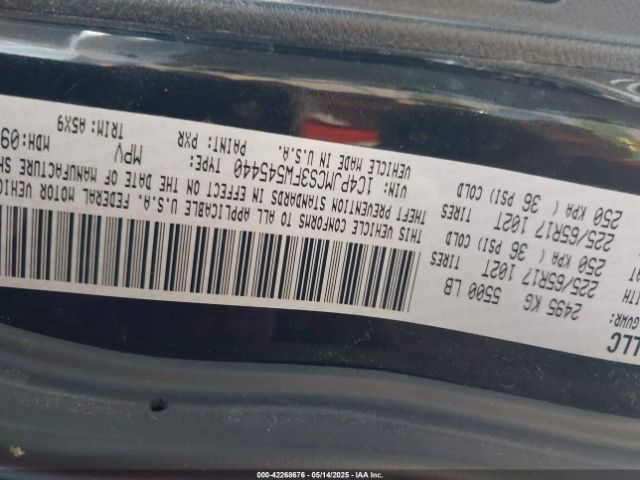 LLC
GVWR:
2495 KG 5500 LB
ITH
225/65R17 102T TIRES
250 KPA ( 36 PSI) COLD
AT
225/65R17 102T TIRES
250 KPA ( 36 PSI) COLD
THIS VEHICLE CONFORMS TO ALL APPLICABLE U.S.A. FEDERAL MOTOR VEHIC
THEFT PREVENTION STANDARDS IN EFFECT ON THE DATE OF MANUFACTURE SH
VIN: 1C4PJMCS3FW545440 TYPE: MPV MDH:09
VEHICLE MADE IN U.S.A. PAINT: PXR TRIM: A5X9
000-42268676 - 05/14/2025 - IAA Inc.